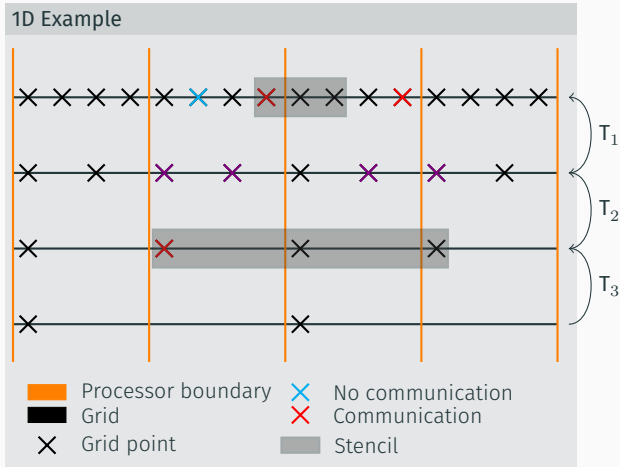 1D Example
T1
T2
T3
Processor boundary
No communication
Grid
Communication
Grid point
Stencil